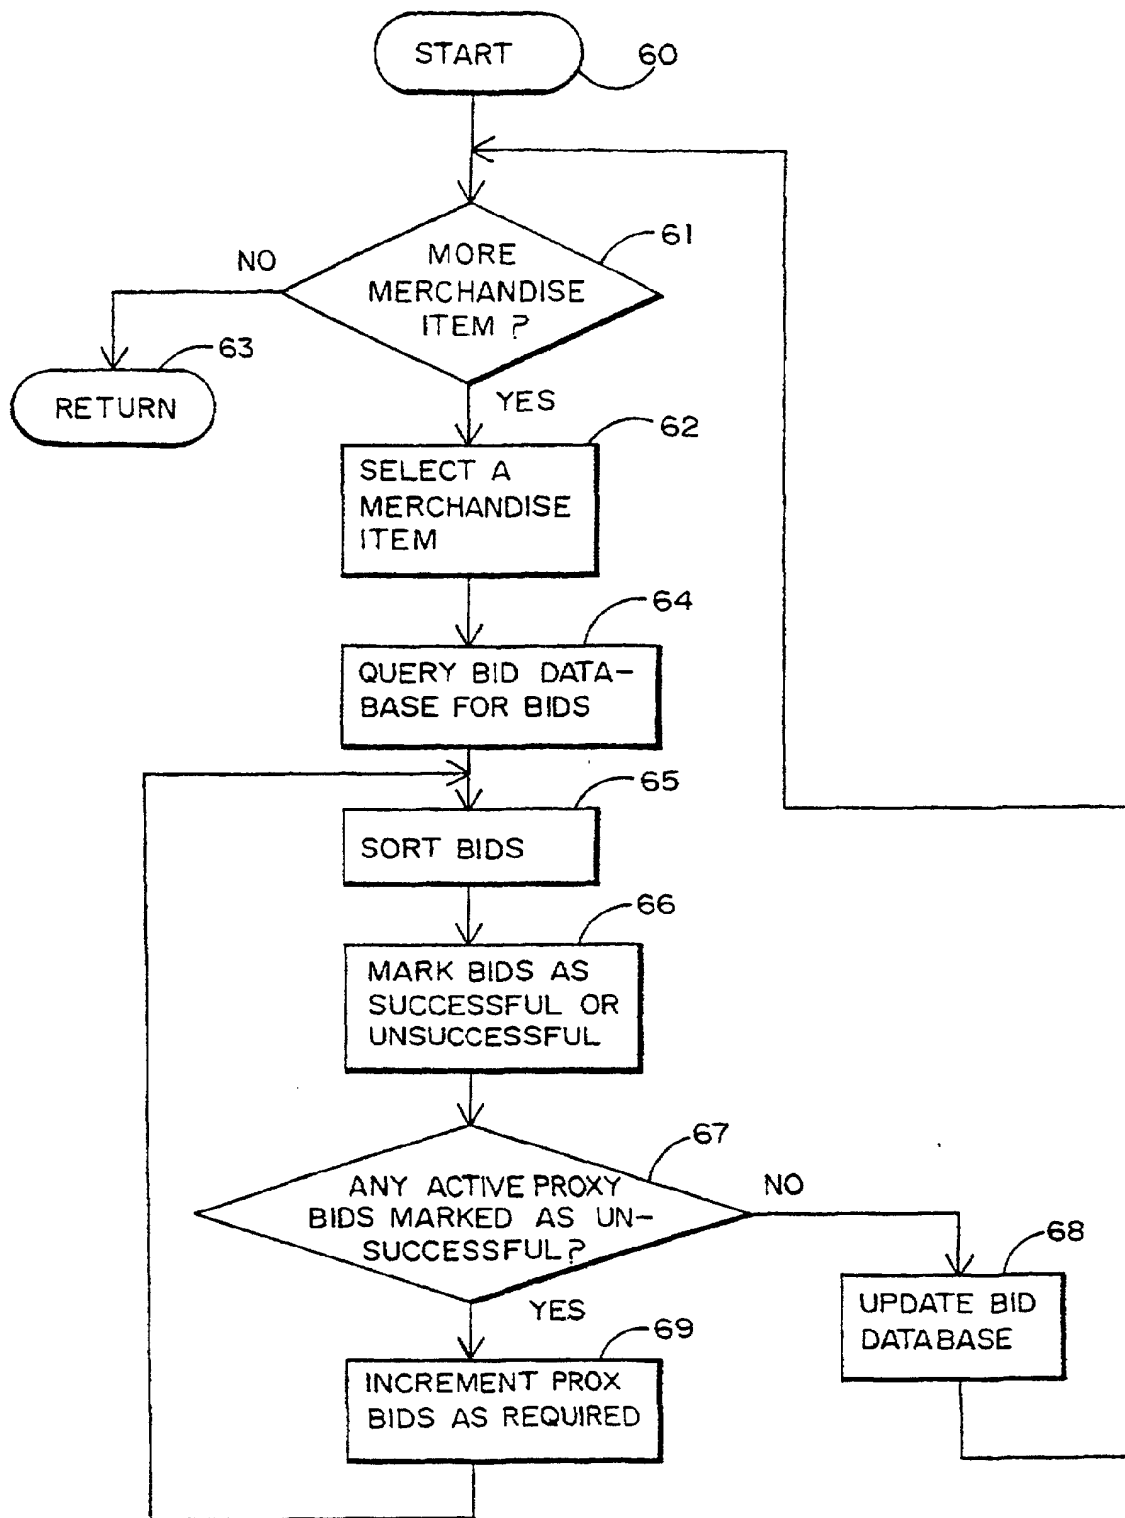 START
60
61
MORE
MERCHANDISE
ITEM ?
NO
63
RETURN
YES
62
SELECT A
MERCHANDISE
ITEM
64
QUERY BID DATA-
BASE FOR BIDS
65
SORT BIDS
66
MARK BIDS AS
SUCCESSFUL OR
UNSUCCESSFUL
67
ANY ACTIVE PROXY
BIDS MARKED AS UN-
SUCCESSFUL?
NO
68
UPDATE BID
DATABASE
YES
69
INCREMENT PROX
BIDS AS REQUIRED